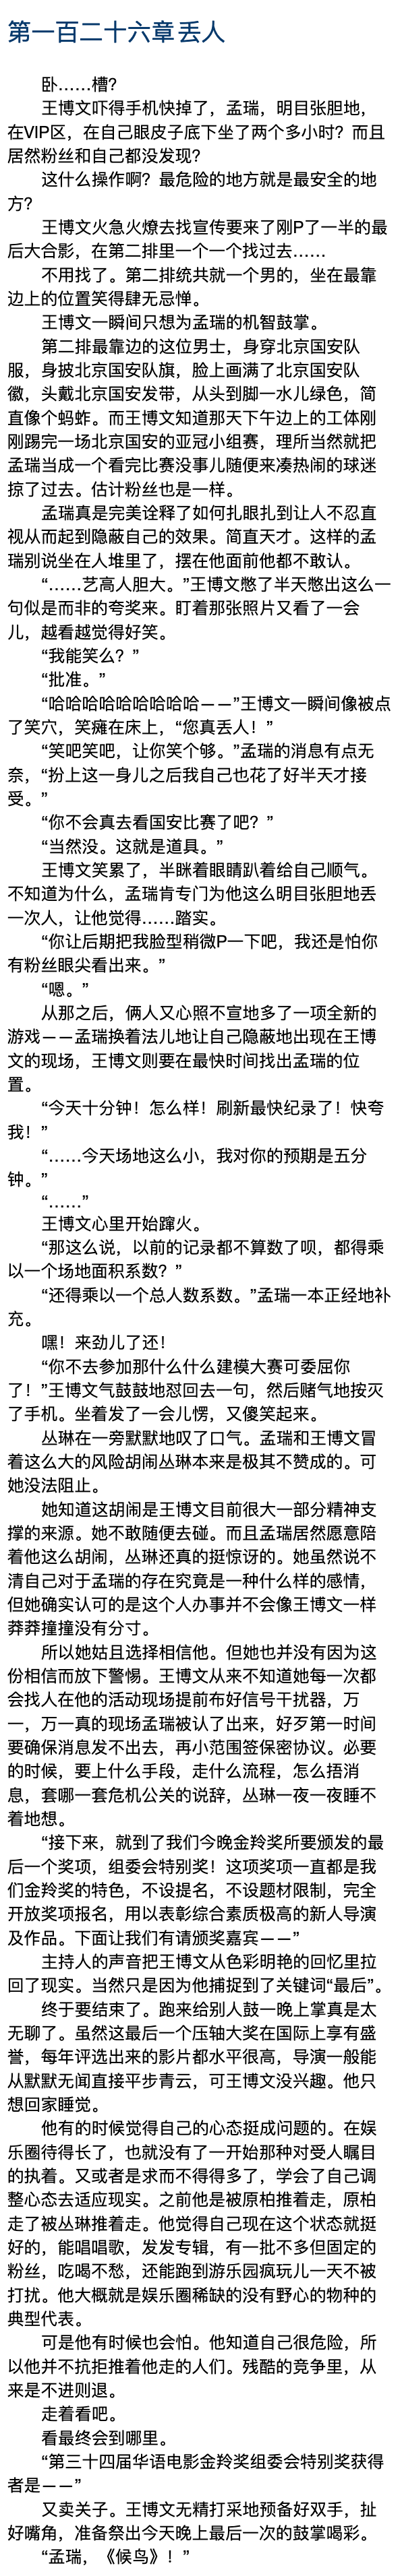 第一百二十六章 丢人
卧……槽？
王博文吓得手机快掉了，孟瑞，明目张胆地，
在VIP区，在自己眼皮子底下坐了两个多小时？而且
居然粉丝和自己都没发现？
这什么操作啊？最危险的地方就是最安全的地
方？
王博文火急火燎去找宣传要来了刚P了一半的最
后大合影，在第二排里一个一个找过去……
不用找了。第二排统共就一个男的，坐在最靠
边上的位置笑得肆无忌惮。
王博文一瞬间只想为孟瑞的机智鼓掌。
第二排最靠边的这位男士，身穿北京国安队
服，身披北京国安队旗，脸上画满了北京国安队
徽，头戴北京国安发带，从头到脚一水儿绿色，简
直像个蚂蚱。而王博文知道那天下午边上的工体刚
刚踢完一场北京国安的亚冠小组赛，理所当然就把
孟瑞当成一个看完比赛没事儿随便来凑热闹的球迷
掠了过去。估计粉丝也是一样。
孟瑞真是完美诠释了如何扎眼扎到让人不忍直
视从而起到隐蔽自己的效果。简直天才。这样的孟
瑞别说坐在人堆里了，摆在他面前他都不敢认。
“……艺高人胆大。”王博文憋了半天憋出这么一
句似是而非的夸奖来。盯着那张照片又看了一会
儿，越看越觉得好笑。
“我能笑么？”
“批准。”
“哈哈哈哈哈哈哈哈哈——”王博文一瞬间像被点
了笑穴，笑瘫在床上，“您真丢人！”
“笑吧笑吧，让你笑个够。”孟瑞的消息有点无
奈，“扮上这一身儿之后我自己也花了好半天才接
受。”
“你不会真去看国安比赛了吧？”
“当然没。这就是道具。”
王博文笑累了，半眯着眼睛趴着给自己顺气。
不知道为什么，孟瑞肯专门为他这么明目张胆地丢
一次人，让他觉得……踏实。
“你让后期把我脸型稍微P一下吧，我还是怕你
有粉丝眼尖看出来。”
“嗯。”
从那之后，俩人又心照不宣地多了一项全新的
游戏——孟瑞换着法儿地让自己隐蔽地出现在王博
文的现场，王博文则要在最快时间找出孟瑞的位
置。
“今天十分钟！怎么样！刷新最快纪录了！快夸
我！”
“……今天场地这么小，我对你的预期是五分
钟。”
“……”
王博文心里开始蹿火。
“那这么说，以前的记录都不算数了呗，都得乘
以一个场地面积系数？”
“还得乘以一个总人数系数。”孟瑞一本正经地补
充。
嘿！来劲儿了还！
“你不去参加那什么什么建模大赛可委屈你
了！”王博文气鼓鼓地怼回去一句，然后赌气地按灭
了手机。坐着发了一会儿愣，又傻笑起来。
丛琳在一旁默默地叹了口气。孟瑞和王博文冒
着这么大的风险胡闹丛琳本来是极其不赞成的。可
她没法阻止。
她知道这胡闹是王博文目前很大一部分精神支
撑的来源。她不敢随便去碰。而且孟瑞居然愿意陪
着他这么胡闹，丛琳还真的挺惊讶的。她虽然说不
清自己对于孟瑞的存在究竟是一种什么样的感情，
但她确实认可的是这个人办事并不会像王博文一样
莽莽撞撞没有分寸。
所以她姑且选择相信他。但她也并没有因为这
份相信而放下警惕。王博文从来不知道她每一次都
会找人在他的活动现场提前布好信号干扰器，万
一，万一真的现场孟瑞被认了出来，好歹第一时间
要确保消息发不出去，再小范围签保密协议。必要
的时候，要上什么手段，走什么流程，怎么捂消
息，套哪一套危机公关的说辞，丛琳一夜一夜睡不
着地想。
“接下来，就到了我们今晚金羚奖所要颁发的最
后一个奖项，组委会特别奖！这项奖项一直都是我
们金羚奖的特色，不设提名，不设题材限制，完全
开放奖项报名，用以表彰综合素质极高的新人导演
及作品。下面让我们有请颁奖嘉宾——”
主持人的声音把王博文从色彩明艳的回忆里拉
回了现实。当然只是因为他捕捉到了关键词“最后”。
终于要结束了。跑来给别人鼓一晚上掌真是太
无聊了。虽然这最后一个压轴大奖在国际上享有盛
誉，每年评选出来的影片都水平很高，导演一般能
从默默无闻直接平步青云，可王博文没兴趣。他只
想回家睡觉。
他有的时候觉得自己的心态挺成问题的。在娱
乐圈待得长了，也就没有了一开始那种对受人瞩目
的执着。又或者是求而不得得多了，学会了自己调
整心态去适应现实。之前他是被原柏推着走，原柏
走了被丛琳推着走。他觉得自己现在这个状态就挺
好的，能唱唱歌，发发专辑，有一批不多但固定的
粉丝，吃喝不愁，还能跑到游乐园疯玩儿一天不被
打扰。他大概就是娱乐圈稀缺的没有野心的物种的
典型代表。
可是他有时候也会怕。他知道自己很危险，所
以他并不抗拒推着他走的人们。残酷的竞争里，从
来是不进则退。
走着看吧。
看最终会到哪里。
“第三十四届华语电影金羚奖组委会特别奖获得
者是——”
又卖关子。王博文无精打采地预备好双手，扯
好嘴角，准备祭出今天晚上最后一次的鼓掌喝彩。
“孟瑞，《候鸟》！”